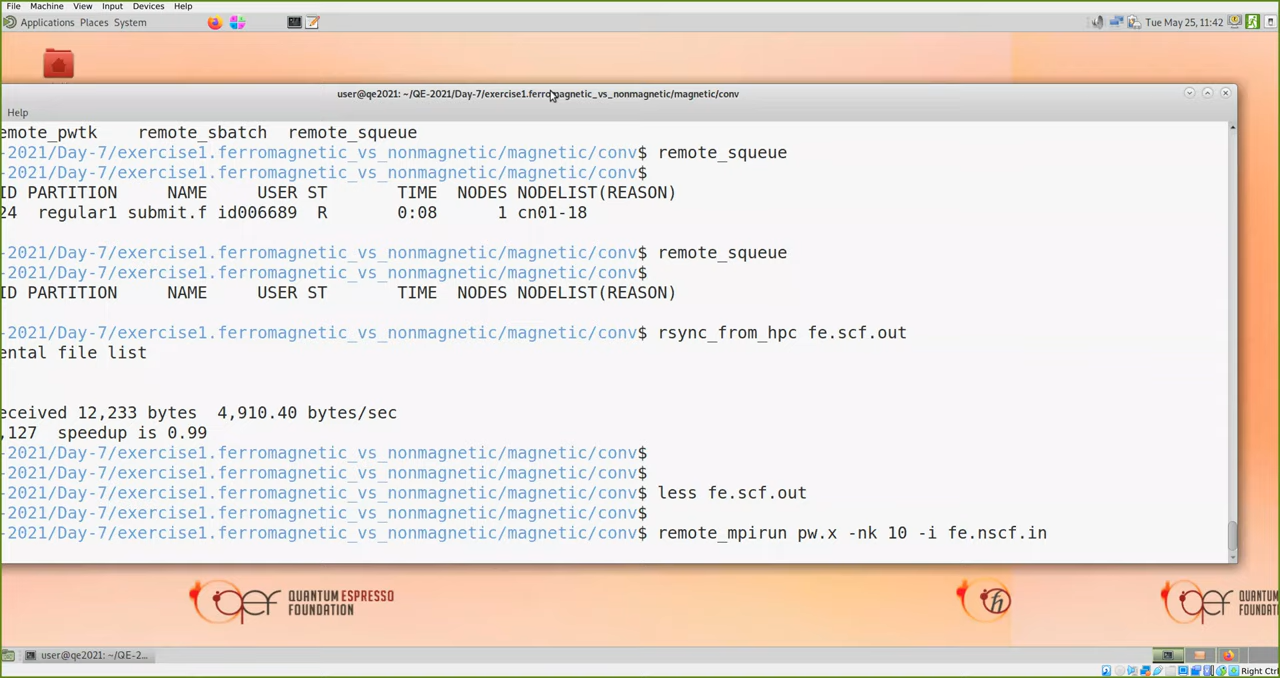 File Machine View Input Devices Help
Applications Places System
Tue May 25, 11:42
user@qe2021: ~/QE-2021/Day-7/exercise1.ferromagnetic_vs_nonmagnetic/magnetic/conv
Help
emote_pwtk remote_sbatch remote_squeue
-2021/Day-7/exercise1.ferromagnetic_vs_nonmagnetic/magnetic/conv$ remote_squeue
-2021/Day-7/exercise1.ferromagnetic_vs_nonmagnetic/magnetic/conv$
ID PARTITION NAME USER ST TIME NODES NODELIST(REASON)
24 regular1 submit.f id006689 R 0:08 1 cn01-18
-2021/Day-7/exercise1.ferromagnetic_vs_nonmagnetic/magnetic/conv$ remote_squeue
-2021/Day-7/exercise1.ferromagnetic_vs_nonmagnetic/magnetic/conv$
ID PARTITION NAME USER ST TIME NODES NODELIST(REASON)
-2021/Day-7/exercise1.ferromagnetic_vs_nonmagnetic/magnetic/conv$ rsync_from_hpc fe.scf.out
ental file list
eceived 12,233 bytes 4,910.40 bytes/sec
,127 speedup is 0.99
-2021/Day-7/exercise1.ferromagnetic_vs_nonmagnetic/magnetic/conv$
-2021/Day-7/exercise1.ferromagnetic_vs_nonmagnetic/magnetic/conv$
-2021/Day-7/exercise1.ferromagnetic_vs_nonmagnetic/magnetic/conv$ less fe.scf.out
-2021/Day-7/exercise1.ferromagnetic_vs_nonmagnetic/magnetic/conv$
-2021/Day-7/exercise1.ferromagnetic_vs_nonmagnetic/magnetic/conv$ remote_mpirun pw.x -nk 10 -i fe.nscf.in
qef QUANTUM ESPRESSO
FOUNDATION
ħ
qef QUANTUM
FOUNDAT
user@qe2021: ~/QE-2...
Right Ctrl